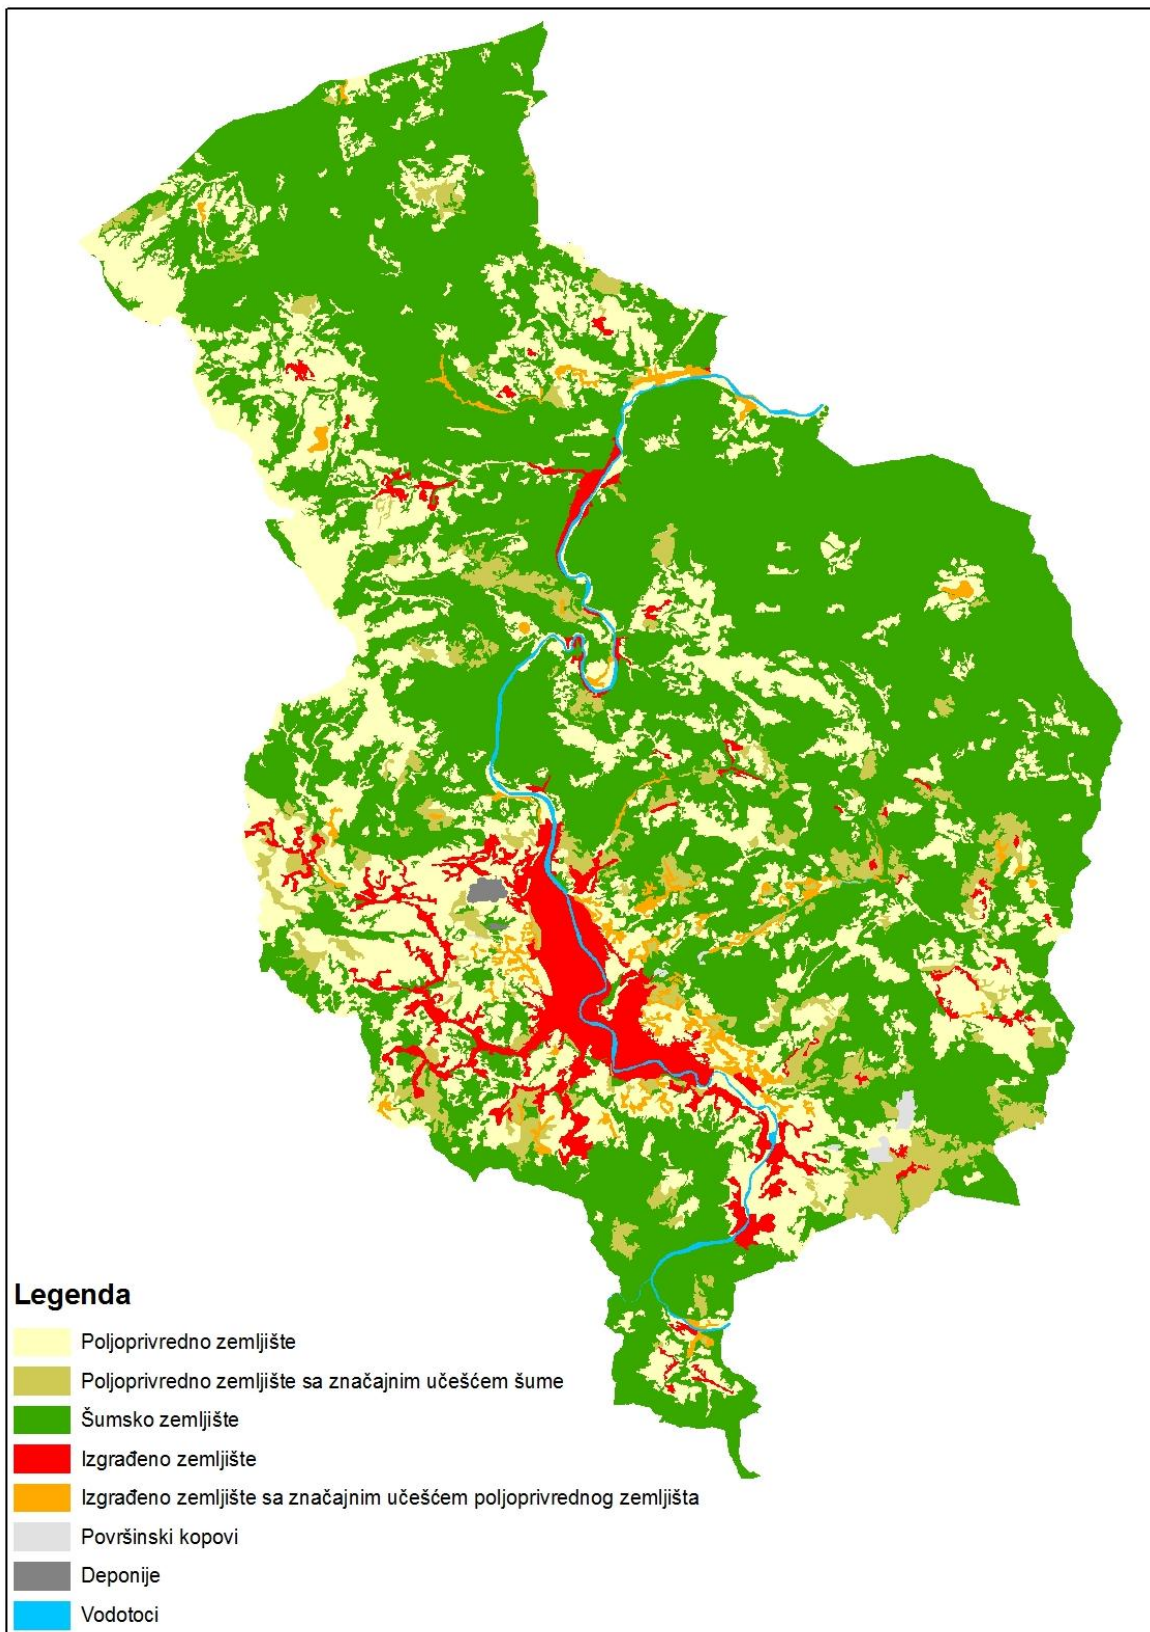 Legenda
Poljoprivredno zemljište
Poljoprivredno zemljište sa značajnim učešćem šume
Šumsko zemljište
Izgrađeno zemljište
Izgrađeno zemljište sa značajnim učešćem poljoprivrednog zemljišta
Površinski kopovi
Deponije
Vodotoci